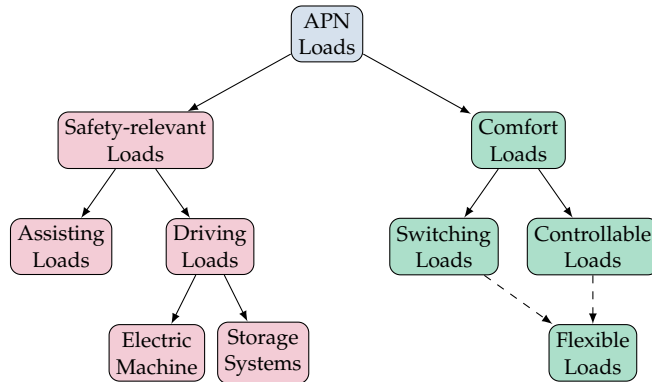 APN
Loads
Safety-relevant
Loads
Comfort
Loads
Assisting
Loads
Driving
Loads
Switching
Loads
Controllable
Loads
Electric
Machine
Storage
Systems
Flexible
Loads